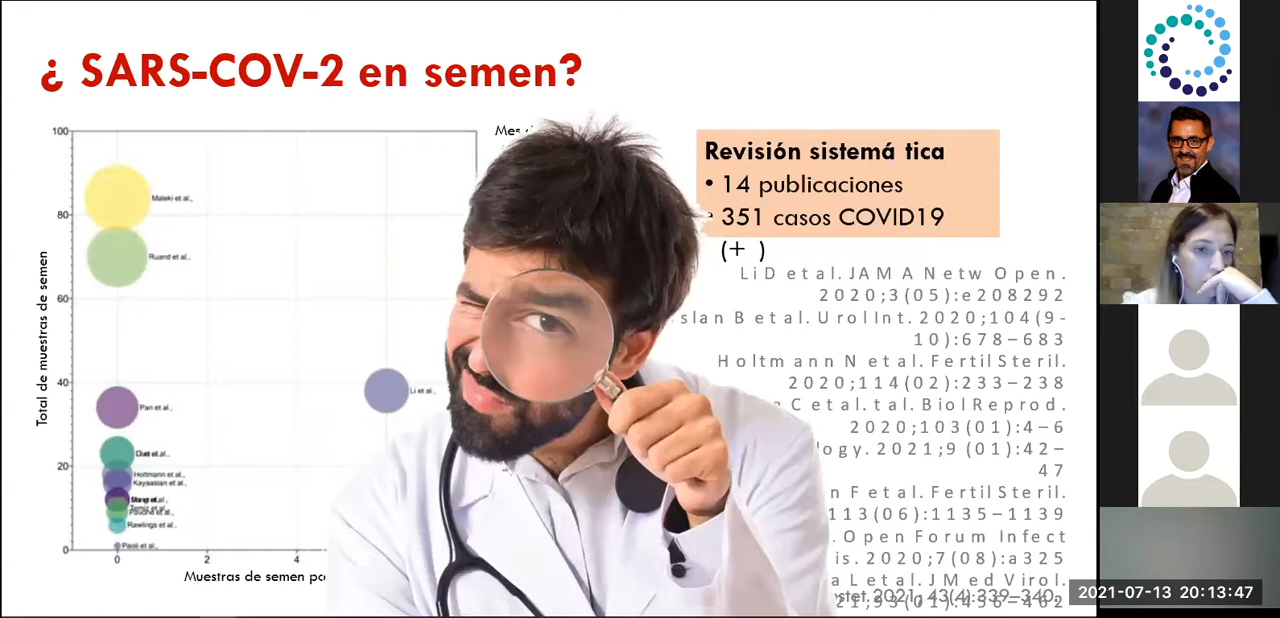 ¿ SARS-COV-2 en semen?
100
80
60
40
20
0
0
2
4
Total de muestras de semen
Maleki et al.,
Ruand et al.,
Pan et al.,
Li et al.,
Holtmann et al.,
Kayaaslan et al.,
Rawlings et al.,
Paoli et al.,
Muestras de semen
Revisión sistemá tica
• 14 publicaciones
351 casos COVID19
(+ )
Li D et al. JAMA Netw Open.
2020;3(05):e208292
slan B et al. Urol Int. 2020;104(9-
10):678–683
Holtmann N et al. Fertil Steril.
2020;114(02):233–238
C et al. tal. Biol Reprod.
2020;103(01):4–6
ogy. 2021;9 (01):42–
47
n F et al. Fertil Steril.
113(06):1135–1139
. Open Forum Infect
is. 2020;7(08):a325
a L et al. J Med Virol.
2021-07-13 20:13:47